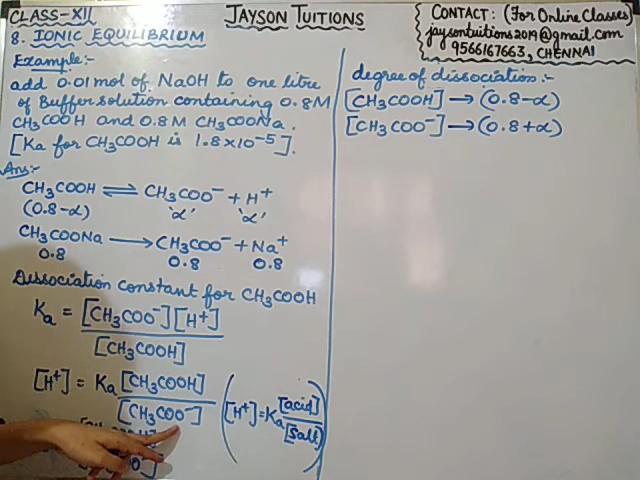 CLASS-XII
JAYSON TUITIONS
CONTACT: (For Online Classes)
jaysontuitions2019@gmail.com
9566167663, CHENNAI
8. IONIC EQUILIBRIUM
Example:-
add 0.01 mol of NaOH to one litre
of Buffer solution containing 0.8M
CH₃COOH and 0.8M CH₃COONa.
[Ka for CH₃COOH is 1.8×10⁻⁵].
Ans:-
CH₃COOH ⇌ CH₃COO⁻ + H⁺
(0.8-α) 'α' 'α'
CH₃COONa ⟶ CH₃COO⁻ + Na⁺
0.8 0.8 0.8
Dissociation constant for CH₃COOH
Ka = [CH₃COO⁻][H⁺]
[CH₃COOH]
[H⁺] = Ka [CH₃COOH]
[CH₃COO⁻]
([H⁺] = Ka [acid]
[Salt])
degree of dissociation:-
[CH₃COOH] → (0.8-α)
[CH₃COO⁻] → (0.8+α)